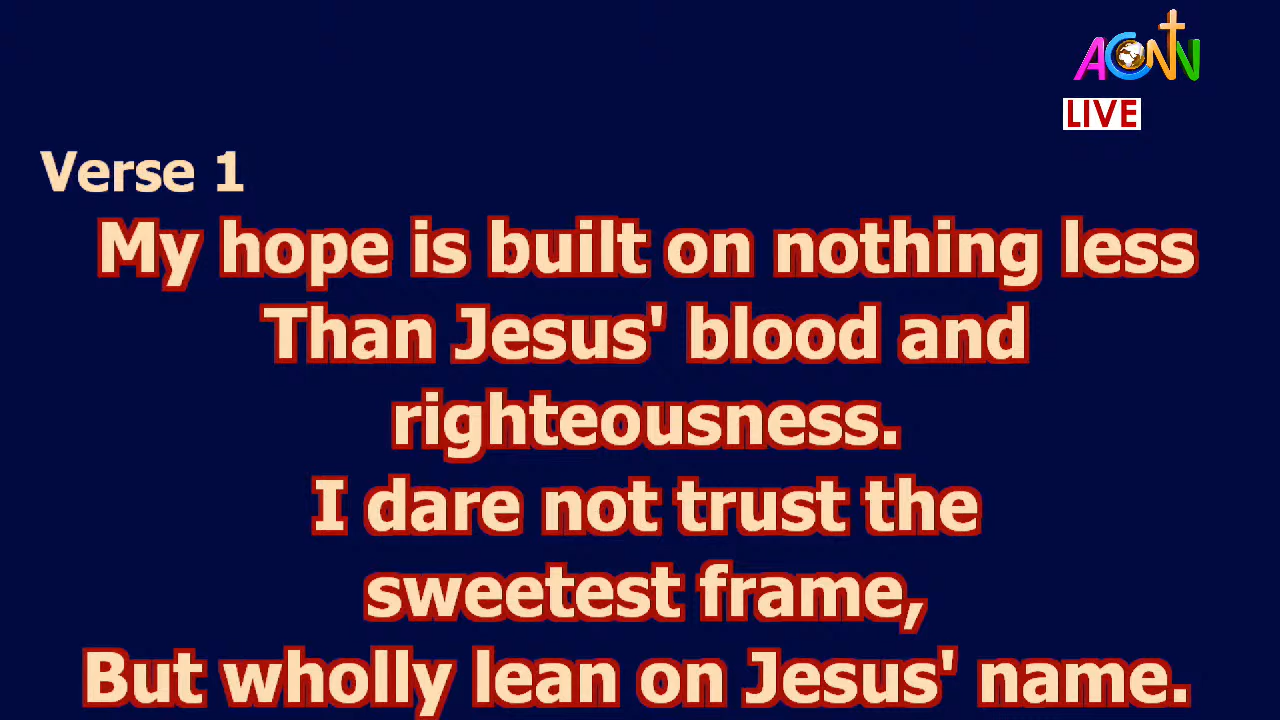 ACNN
LIVE
Verse 1
My hope is built on nothing less
Than Jesus' blood and
righteousness.
I dare not trust the
sweetest frame,
But wholly lean on Jesus' name.